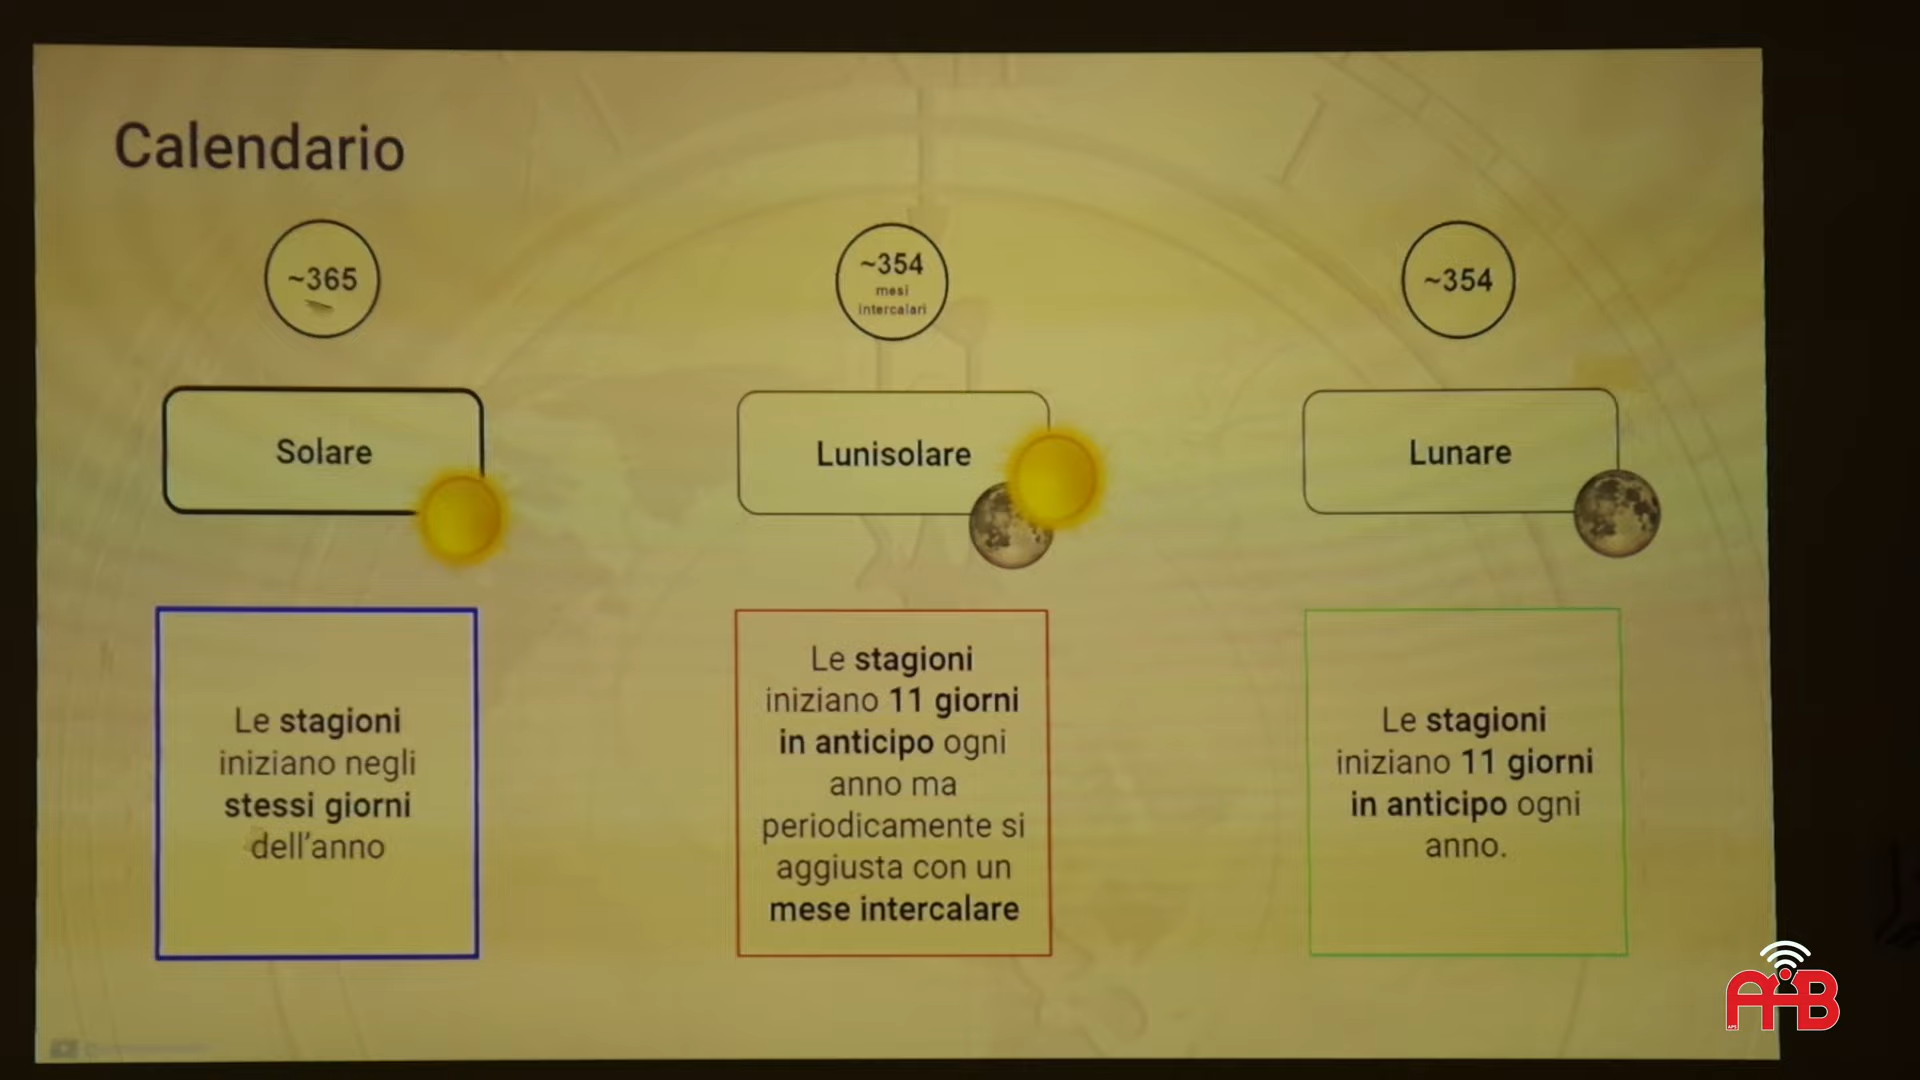 Calendario
~365
~354
mesi
intercalari
~354
Solare
Lunisolare
Lunare
Le stagioni
iniziano negli
stessi giorni
dell'anno
Le stagioni
iniziano 11 giorni
in anticipo ogni
anno ma
periodicamente si
aggiusta con un
mese intercalare
Le stagioni
iniziano 11 giorni
in anticipo ogni
anno.
AAB
APS